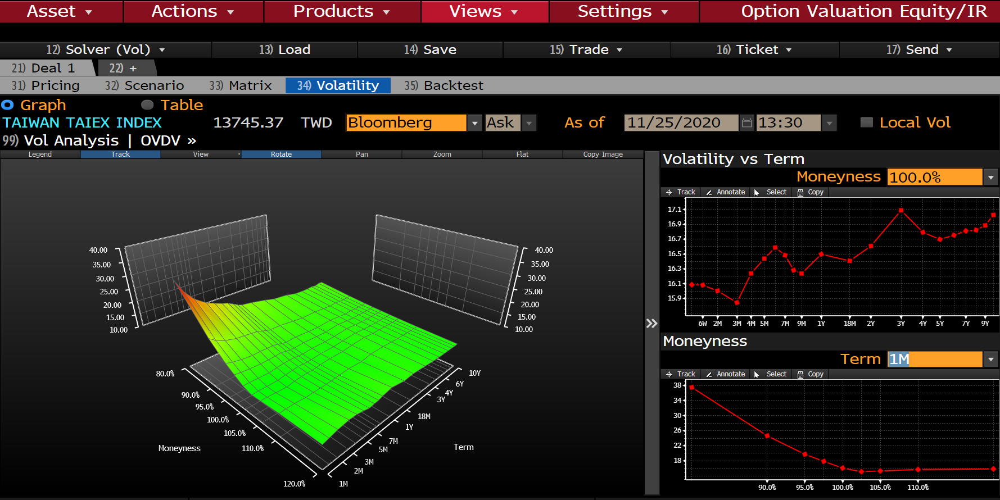 Asset Actions Products Views Settings Option Valuation Equity/IR
12) Solver (Vol) 13) Load 14) Save 15) Trade 16) Ticket 17) Send
21) Deal 1 22) +
31) Pricing 32) Scenario 33) Matrix 34) Volatility 35) Backtest
Graph Table
TAIWAN TAIEX INDEX 13745.37 TWD Bloomberg Ask As of 11/25/2020 13:30 Local Vol
99) Vol Analysis | OVDV »
Legend Track View Rotate Pan Zoom Flat Copy Image
40.00
35.00
30.00
25.00
20.00
15.00
10.00
40.00
35.00
30.00
25.00
20.00
15.00
10.00
80.0%
90.0%
95.0%
100.0%
105.0%
110.0%
120.0%
Moneyness
10Y
6Y
4Y
3Y
18M
1Y
7M
5M
3M
2M
1M
Term
»
Volatility vs Term
Moneyness 100.0%
Track Annotate Select Copy
17.1
16.9
16.7
16.5
16.3
16.1
15.9
6W 2M 3M 4M 5M 7M 9M 1Y 18M 2Y 3Y 4Y 5Y 7Y 9Y
Moneyness
Term 1M
Track Annotate Select Copy
38
34
30
26
22
18
90.0% 95.0% 100.0% 105.0% 110.0%